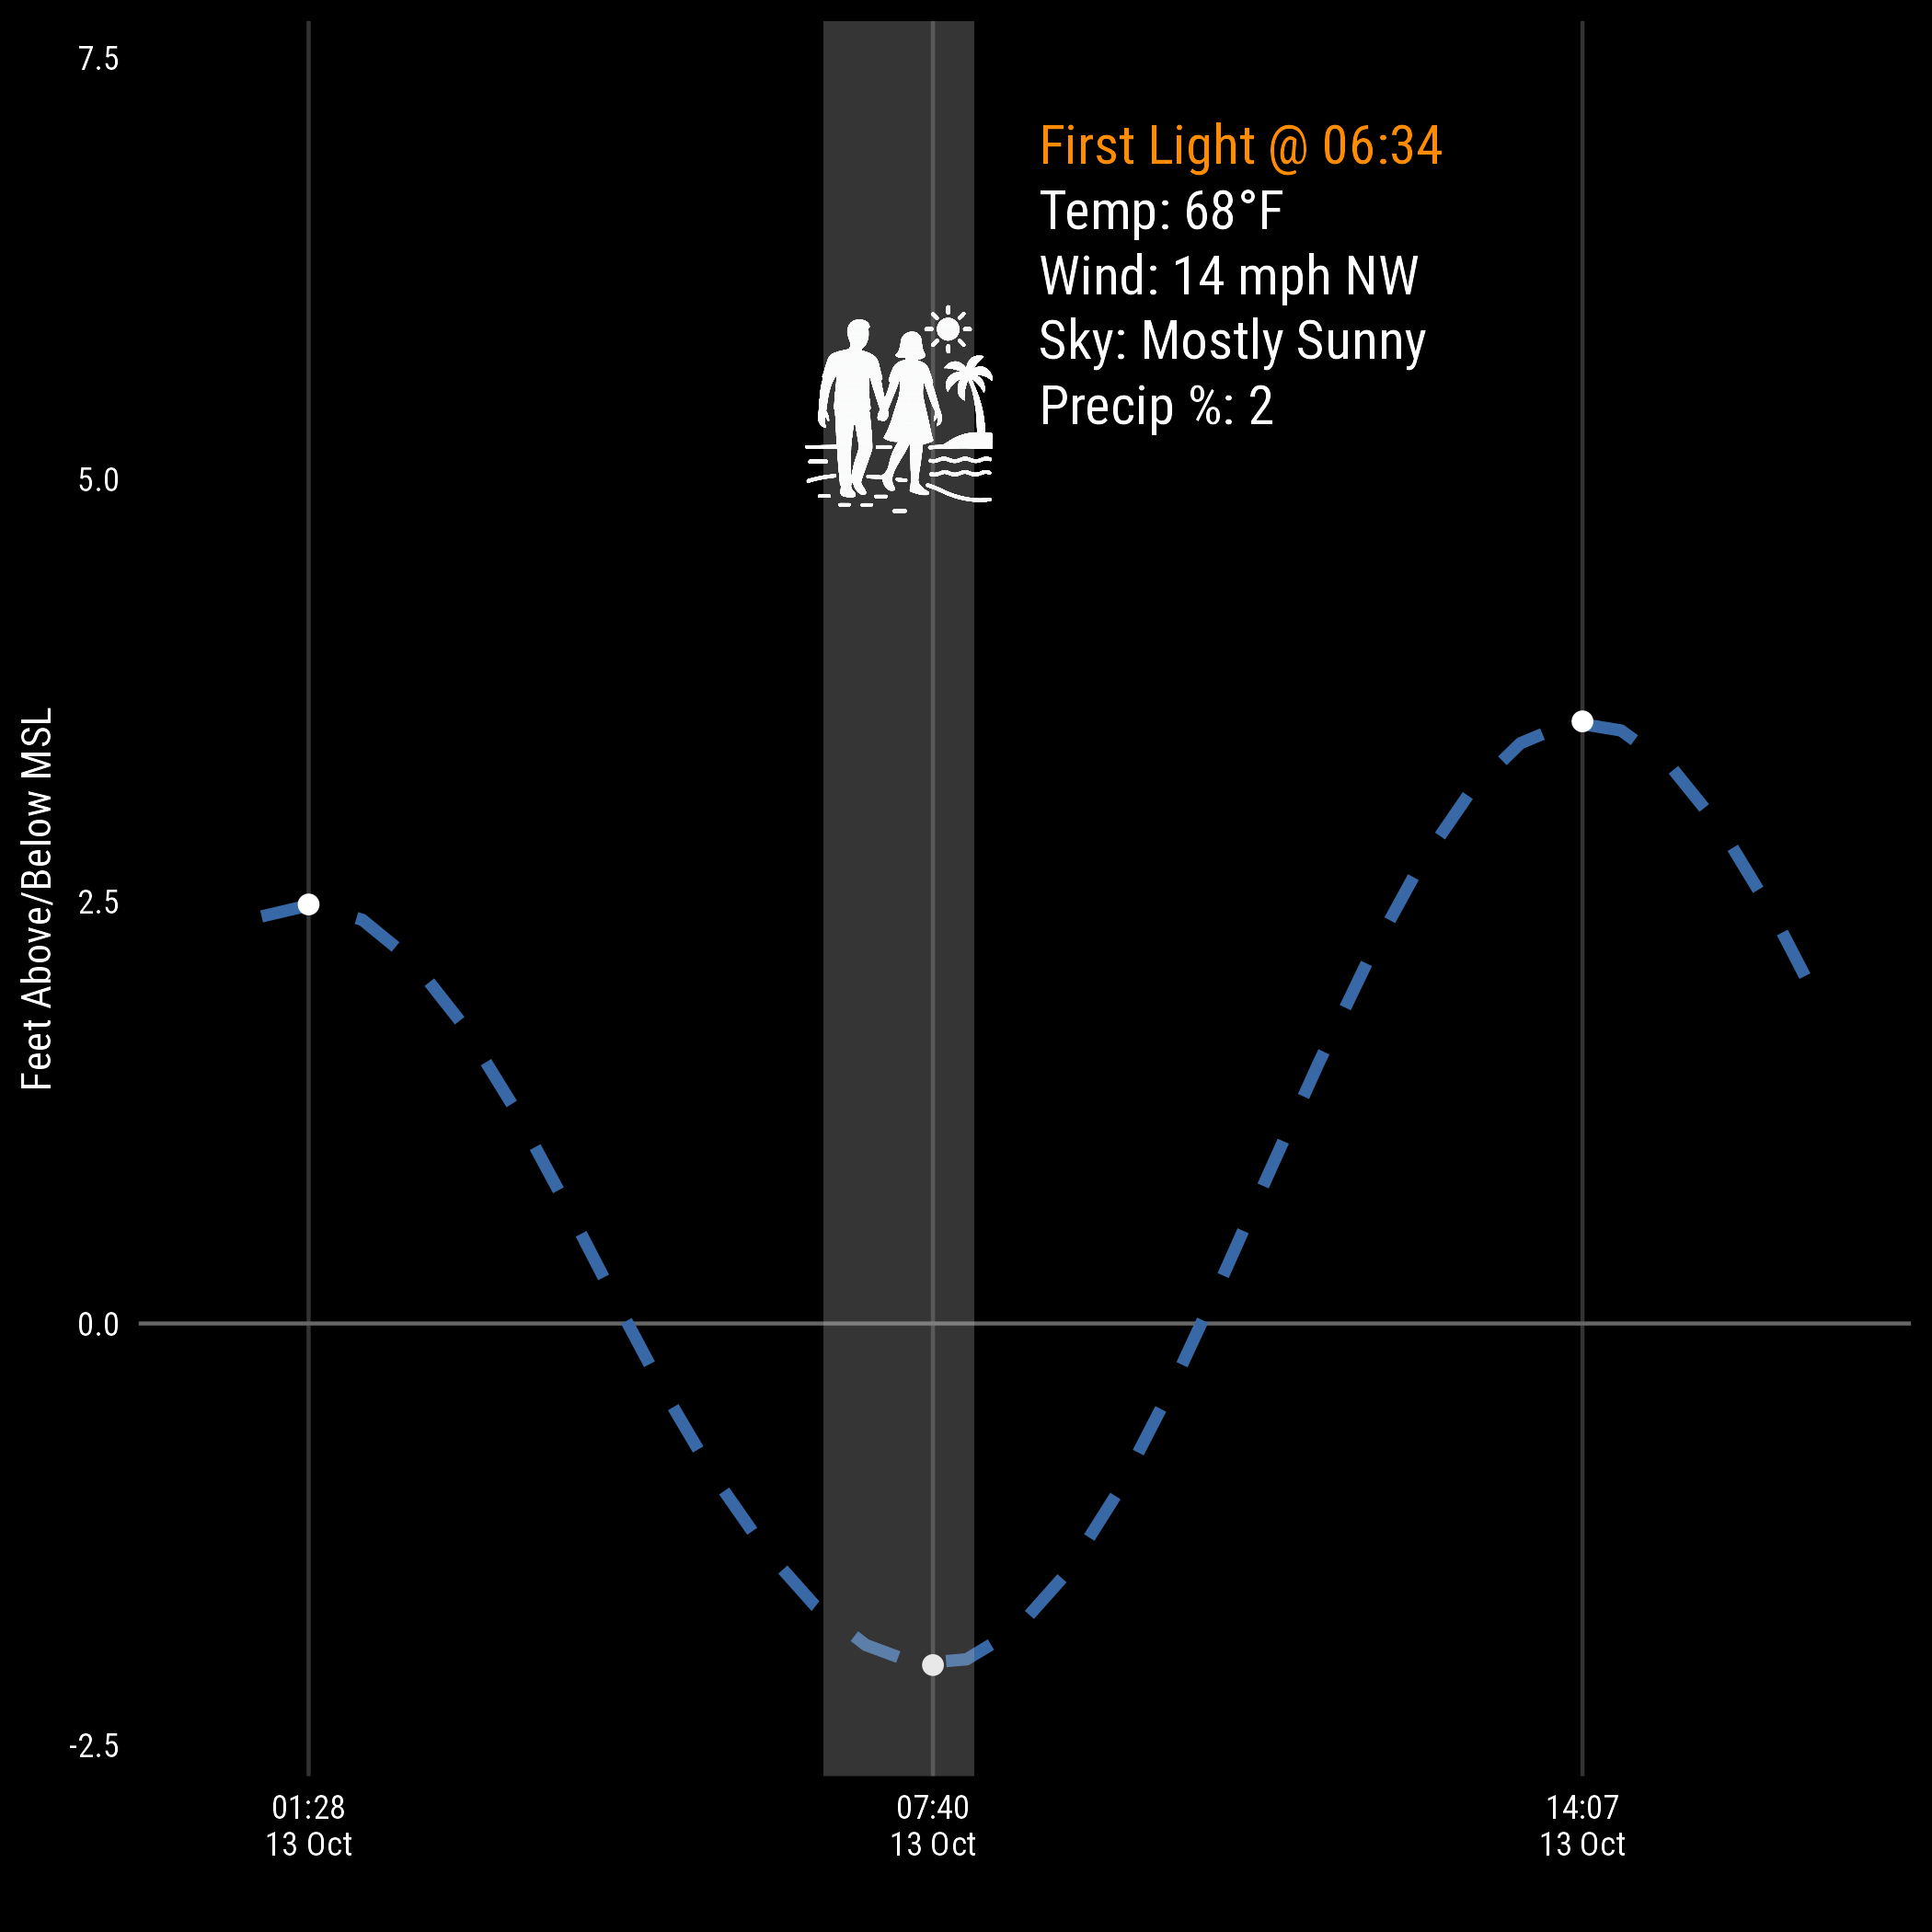 7.5
5.0
2.5
0.0
-2.5
Feet Above/Below MSL
First Light @ 06:34
Temp: 68°F
Wind: 14 mph NW
Sky: Mostly Sunny
Precip %: 2
01:28
13 Oct
07:40
13 Oct
14:07
13 Oct